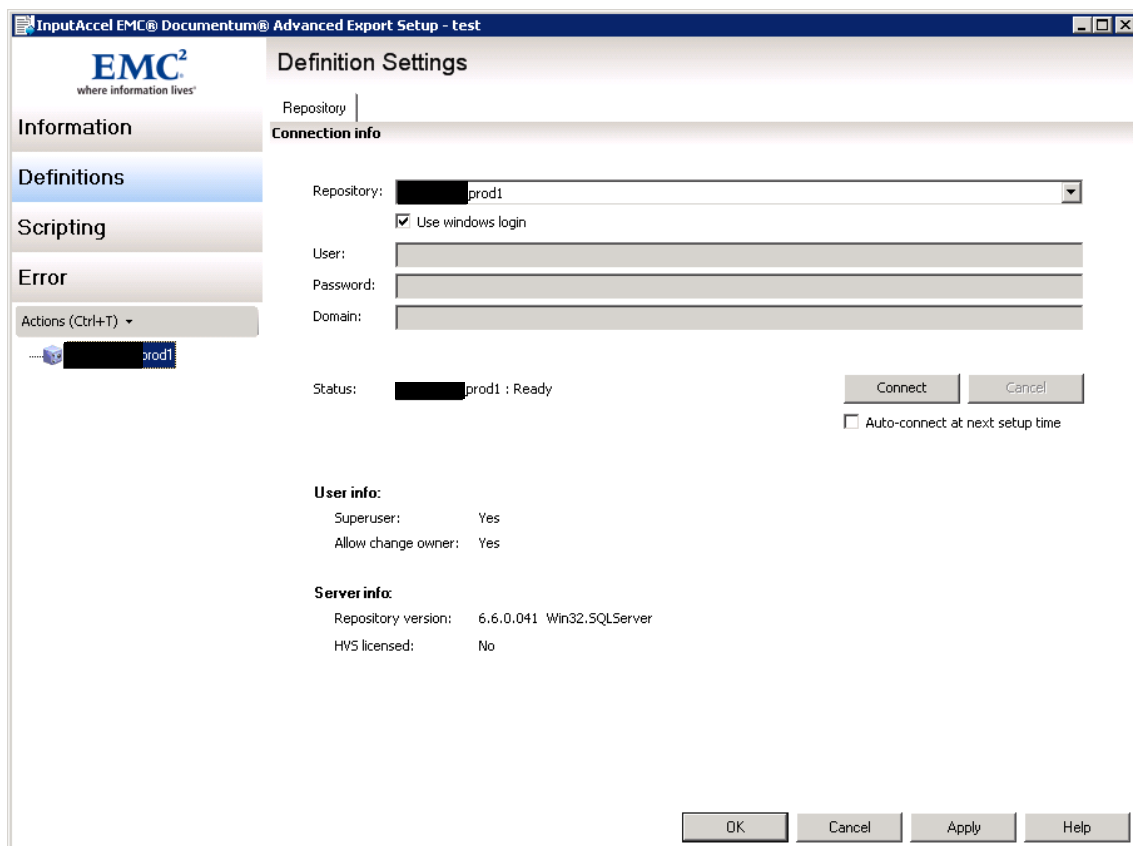 InputAccel EMC® Documentum® Advanced Export Setup - test
EMC²
where information lives®
Information
Definitions
Scripting
Error
Actions (Ctrl+T)
prod1
Definition Settings
Repository
Connection info
Repository: prod1
Use windows login
User:
Password:
Domain:
Status: prod1 : Ready
Connect Cancel
Auto-connect at next setup time
User info:
Superuser: Yes
Allow change owner: Yes
Server info:
Repository version: 6.6.0.041 Win32.SQLServer
HVS licensed: No
OK Cancel Apply Help